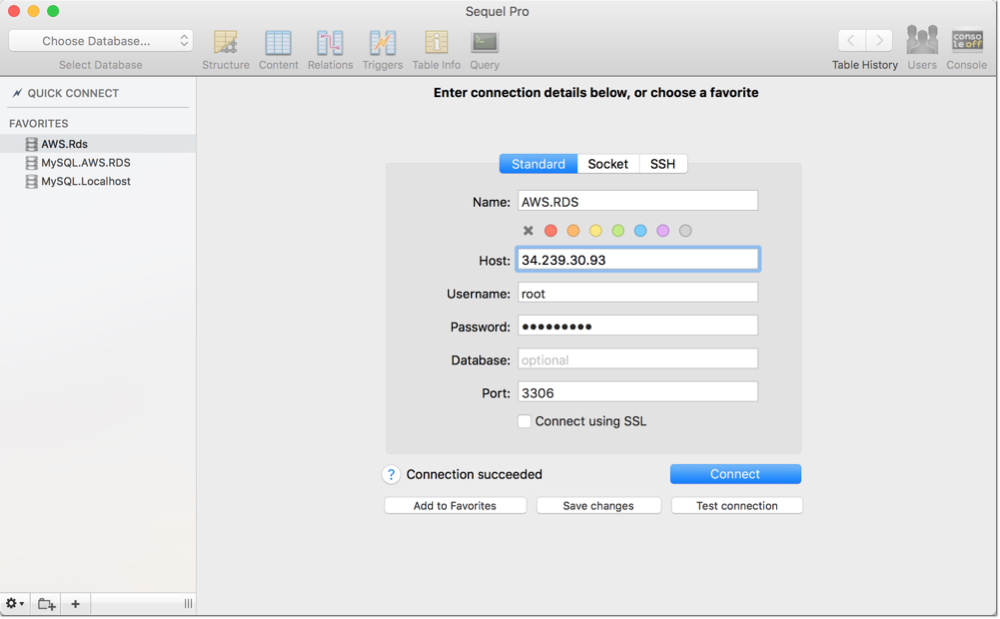 Sequel Pro
Choose Database...
Select Database
Structure
Content
Relations
Triggers
Table Info
Query
Table History
Users
conso
le off
Console
QUICK CONNECT
FAVORITES
AWS.Rds
MySQL.AWS.RDS
MySQL.Localhost
Enter connection details below, or choose a favorite
Standard
Socket
SSH
Name: AWS.RDS
Host: 34.239.30.93
Username: root
Password: •••••••••
Database: optional
Port: 3306
Connect using SSL
? Connection succeeded
Connect
Add to Favorites
Save changes
Test connection